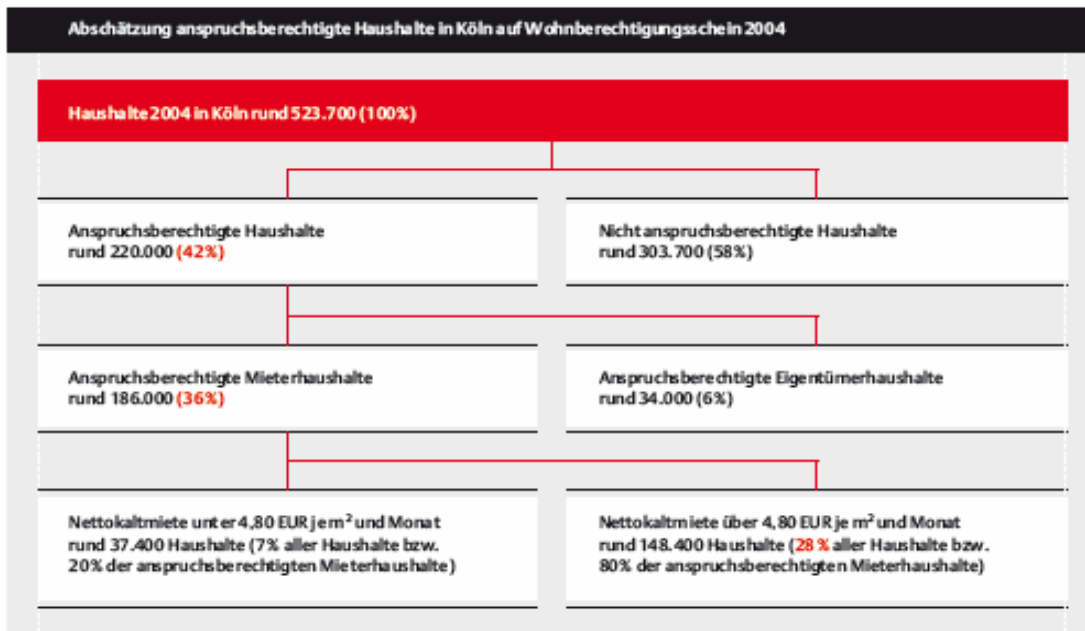 Abschätzung anspruchsberechtigte Haushalte in Köln auf Wohnberechtigungsschein 2004
Haushalte 2004 in Köln rund 523.700 (100%)
Anspruchsberechtigte Haushalte
rund 220.000 (42%)
Nicht anspruchsberechtigte Haushalte
rund 303.700 (58%)
Anspruchsberechtigte Mieterhaushalte
rund 186.000 (36%)
Anspruchsberechtigte Eigentümerhaushalte
rund 34.000 (6%)
Nettokaltmiete unter 4,80 EUR je m² und Monat
rund 37.400 Haushalte (7% aller Haushalte bzw.
20% der anspruchsberechtigten Mieterhaushalte)
Nettokaltmiete über 4,80 EUR je m² und Monat
rund 148.400 Haushalte (28% aller Haushalte bzw.
80% der anspruchsberechtigten Mieterhaushalte)